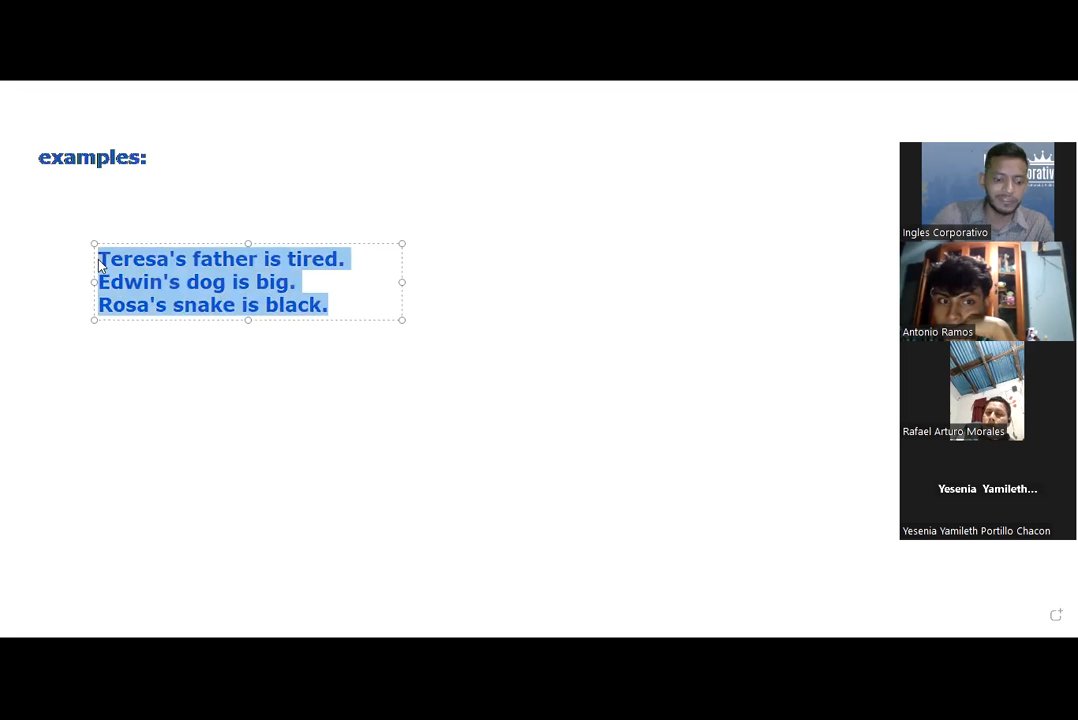 examples:
Teresa's father is tired.
Edwin's dog is big.
Rosa's snake is black.
Ingles Corporativo
Antonio Ramos
Rafael Arturo Morales
Yesenia Yamileth...
Yesenia Yamileth Portillo Chacon